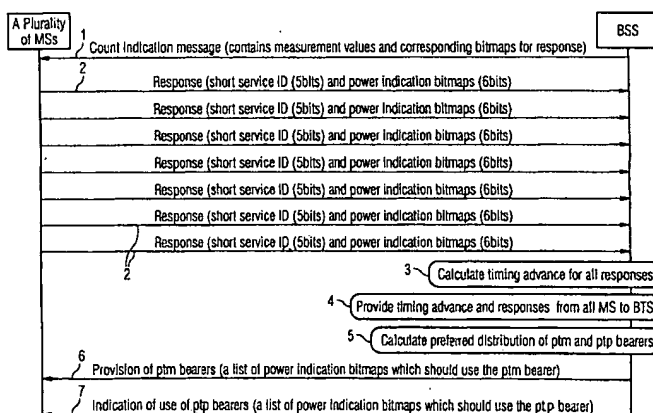 A Plurality
of MSs
BSS
1
Count indication message (contains measurement values and corresponding bitmaps for response)
2
Response (short service ID (5bits) and power indication bitmaps (6bits)
Response (short service ID (5bits) and power indication bitmaps (6bits)
Response (short service ID (5bits) and power indication bitmaps (6bits)
Response (short service ID (5bits) and power indication bitmaps (6bits)
Response (short service ID (5bits) and power indication bitmaps (6bits)
Response (short service ID (5bits) and power indication bitmaps (6bits)
Response (short service ID (5bits) and power indication bitmaps (6bits)
2
3
Calculate timing advance for all responses
4
Provide timing advance and responses from all MS to BTS
5
Calculate preferred distribution of ptm and ptp bearers
6
Provision of ptm bearers (a list of power indication bitmaps which should use the ptm bearer)
7
Indication of use of ptp bearers (a list of power indication bitmaps which should use the ptp bearer)